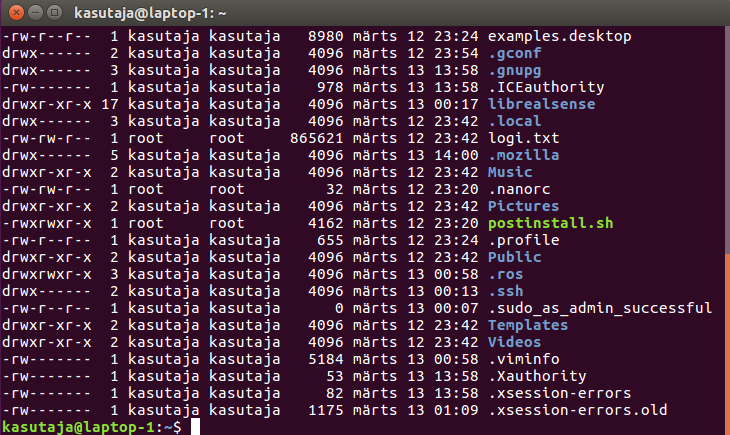 kasutaja@laptop-1: ~
-rw-r--r--  1 kasutaja kasutaja   8980 märts 12 23:24 examples.desktop
drwx------  2 kasutaja kasutaja   4096 märts 12 23:54 .gconf
drwx------  3 kasutaja kasutaja   4096 märts 13 13:58 .gnupg
-rw-------  1 kasutaja kasutaja    978 märts 13 13:58 .ICEauthority
drwxr-xr-x 17 kasutaja kasutaja   4096 märts 13 00:17 librealsense
drwx------  3 kasutaja kasutaja   4096 märts 12 23:42 .local
-rw-rw-r--  1 root     root     865621 märts 12 23:42 logi.txt
drwx------  5 kasutaja kasutaja   4096 märts 13 14:00 .mozilla
drwxr-xr-x  2 kasutaja kasutaja   4096 märts 12 23:42 Music
-rw-rw-r--  1 root     root         32 märts 12 23:20 .nanorc
drwxr-xr-x  2 kasutaja kasutaja   4096 märts 12 23:42 Pictures
-rwxrwxr-x  1 root     root       4162 märts 12 23:20 postinstall.sh
-rw-r--r--  1 kasutaja kasutaja    655 märts 12 23:24 .profile
drwxr-xr-x  2 kasutaja kasutaja   4096 märts 12 23:42 Public
drwxrwxr-x  3 kasutaja kasutaja   4096 märts 13 00:58 .ros
drwx------  2 kasutaja kasutaja   4096 märts 13 00:13 .ssh
-rw-r--r--  1 kasutaja kasutaja      0 märts 13 00:07 .sudo_as_admin_successful
drwxr-xr-x  2 kasutaja kasutaja   4096 märts 12 23:42 Templates
drwxr-xr-x  2 kasutaja kasutaja   4096 märts 12 23:42 Videos
-rw-------  1 kasutaja kasutaja   5184 märts 13 00:58 .viminfo
-rw-------  1 kasutaja kasutaja     53 märts 13 13:58 .Xauthority
-rw-------  1 kasutaja kasutaja     82 märts 13 13:58 .xsession-errors
-rw-------  1 kasutaja kasutaja   1175 märts 13 01:09 .xsession-errors.old
kasutaja@laptop-1:~$